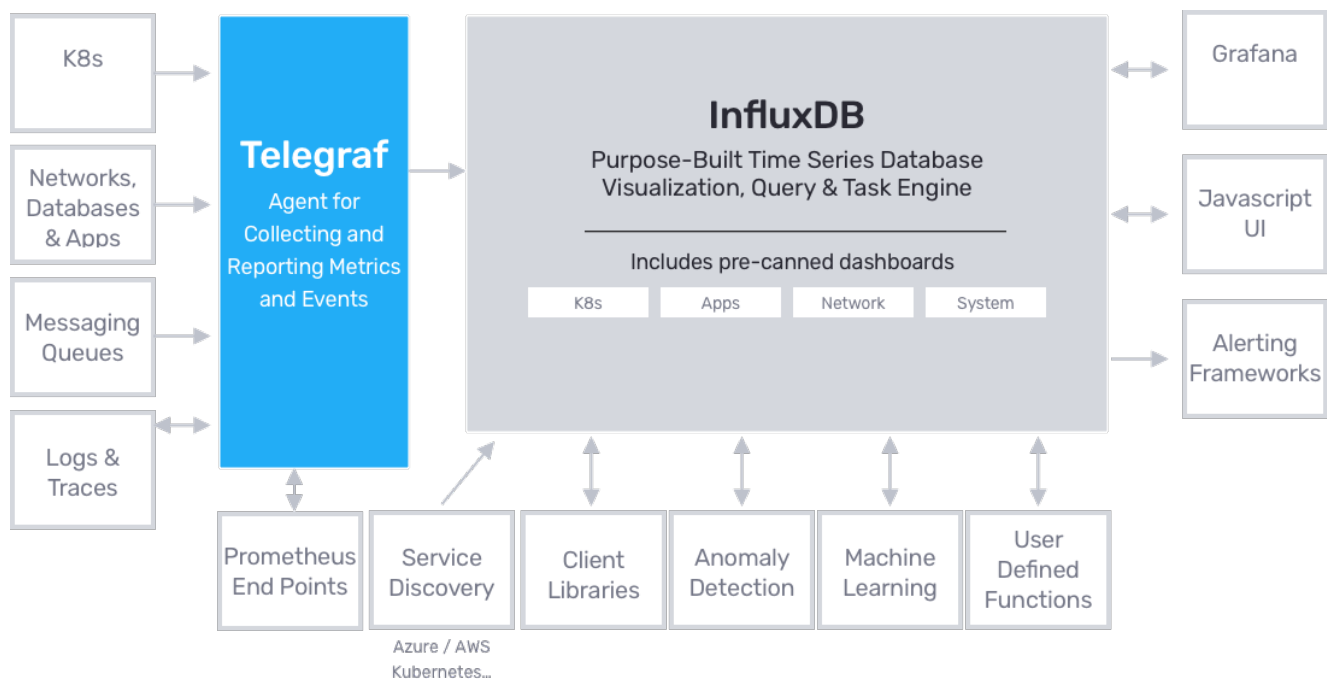 K8s
Networks,
Databases
& Apps
Messaging
Queues
Logs &
Traces
Telegraf
Agent for
Collecting and
Reporting Metrics
and Events
InfluxDB
Purpose-Built Time Series Database
Visualization, Query & Task Engine
Includes pre-canned dashboards
K8s
Apps
Network
System
Grafana
Javascript
UI
Alerting
Frameworks
Prometheus
End Points
Service
Discovery
Azure / AWS
Kubernetes...
Client
Libraries
Anomaly
Detection
Machine
Learning
User
Defined
Functions